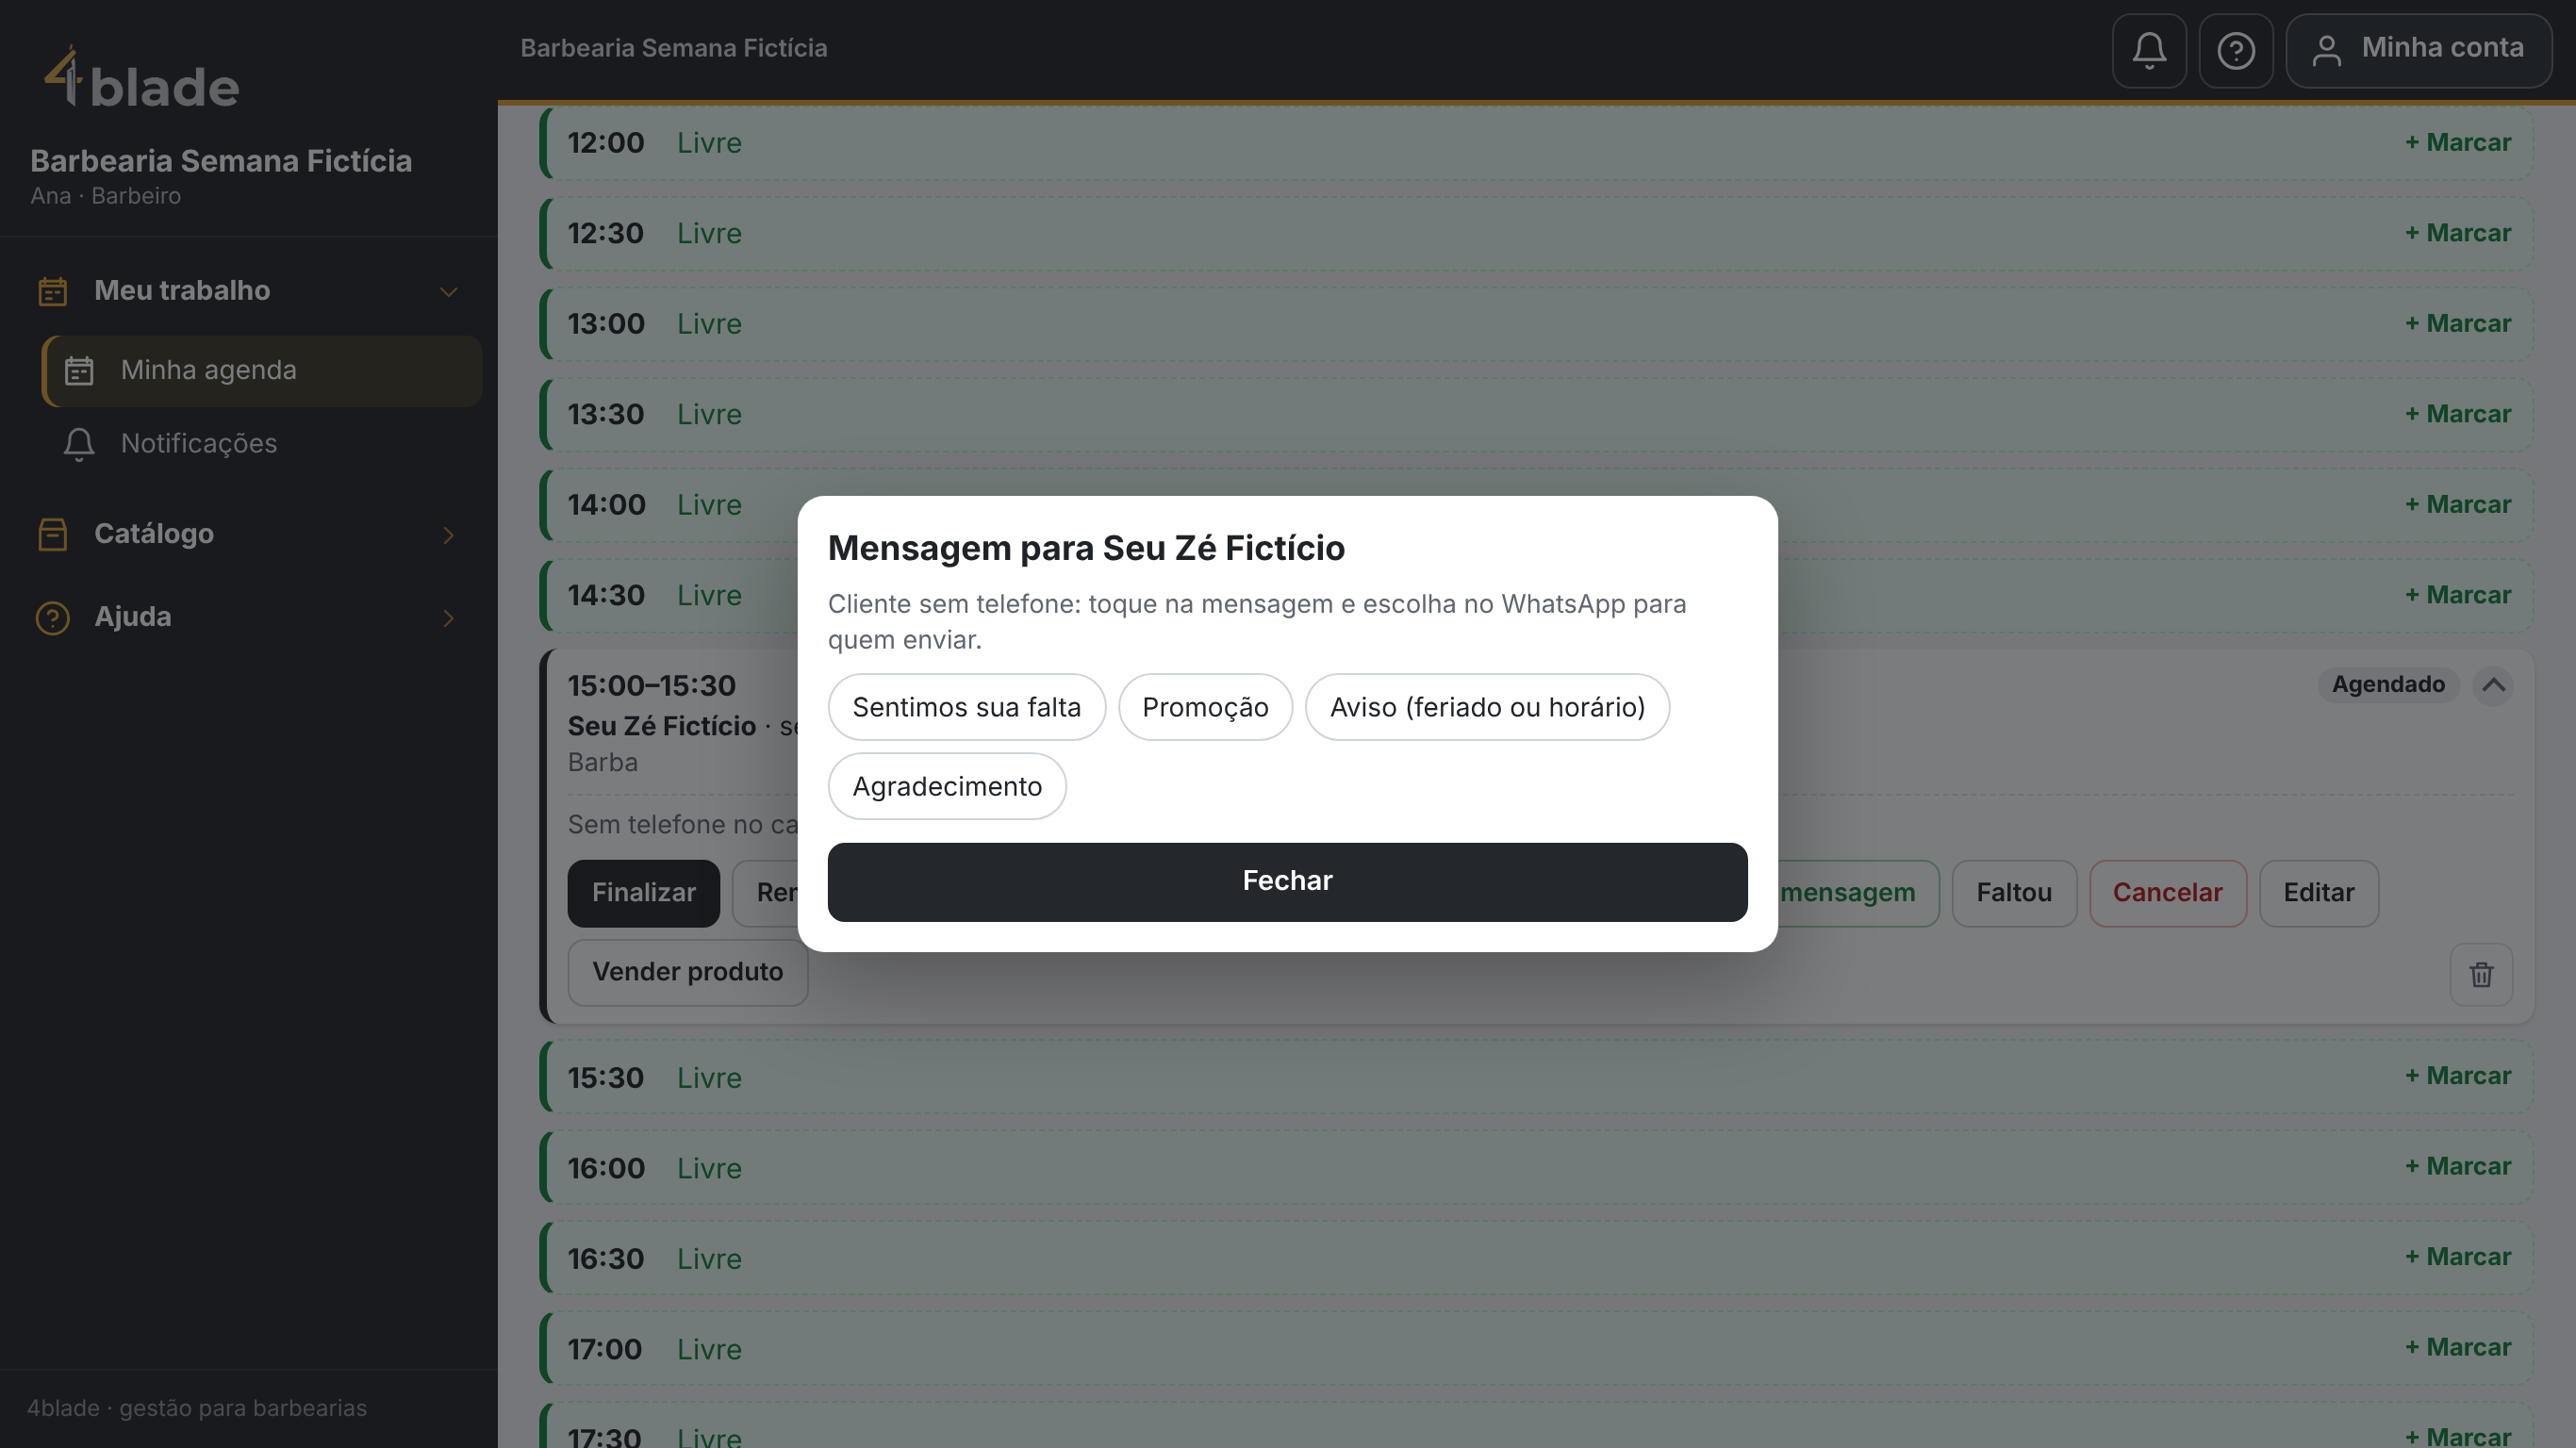 4blade
Barbearia Semana Fictícia
Ana · Barbeiro
Meu trabalho
Minha agenda
Notificações
Catálogo
Ajuda
4blade · gestão para barbearias
Barbearia Semana Fictícia
Minha conta
12:00 Livre + Marcar
12:30 Livre + Marcar
13:00 Livre + Marcar
13:30 Livre + Marcar
14:00 Livre + Marcar
14:30 Livre + Marcar
15:00–15:30 Agendado
Seu Zé Fictício ·
Barba
Sem telefone no
Finalizar mensagem Faltou Cancelar Editar
Vender produto
Mensagem para Seu Zé Fictício
Cliente sem telefone: toque na mensagem e escolha no WhatsApp para
quem enviar.
Sentimos sua falta Promoção Aviso (feriado ou horário)
Agradecimento
Fechar
15:30 Livre + Marcar
16:00 Livre + Marcar
16:30 Livre + Marcar
17:00 Livre + Marcar
17:30 Livre + Marcar